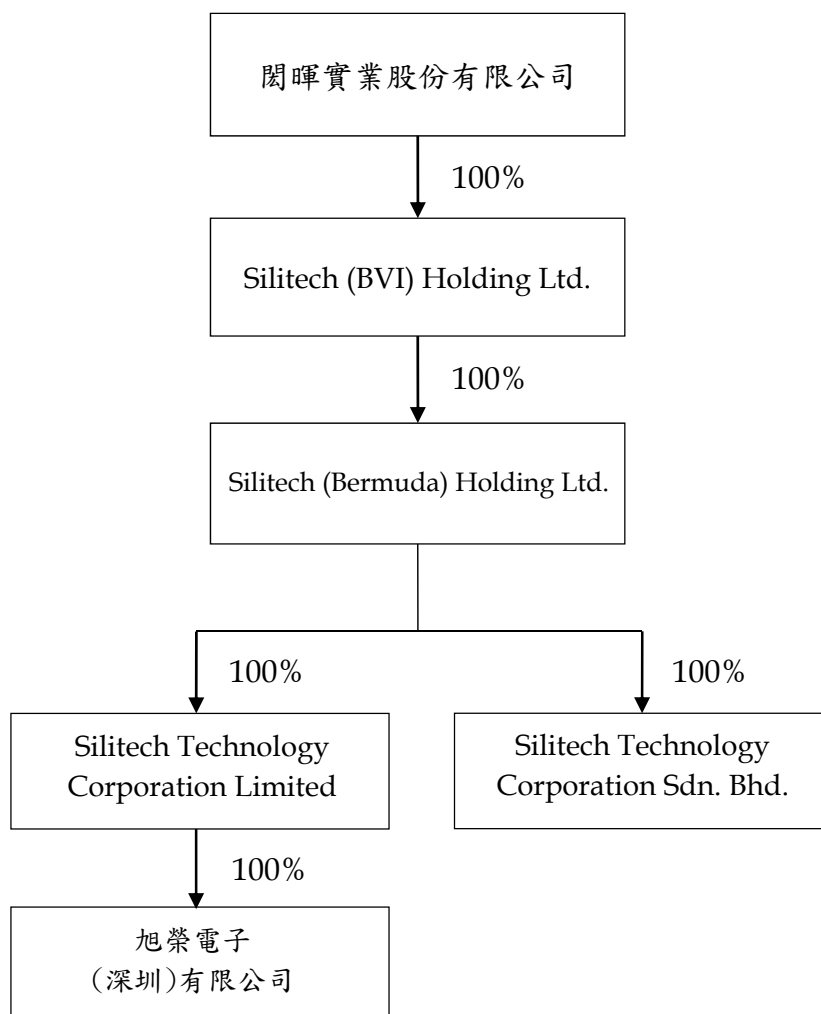 閎暉實業股份有限公司
100%
Silitech (BVI) Holding Ltd.
100%
Silitech (Bermuda) Holding Ltd.
100%
100%
Silitech Technology
Corporation Limited
Silitech Technology
Corporation Sdn. Bhd.
100%
旭榮電子
(深圳)有限公司